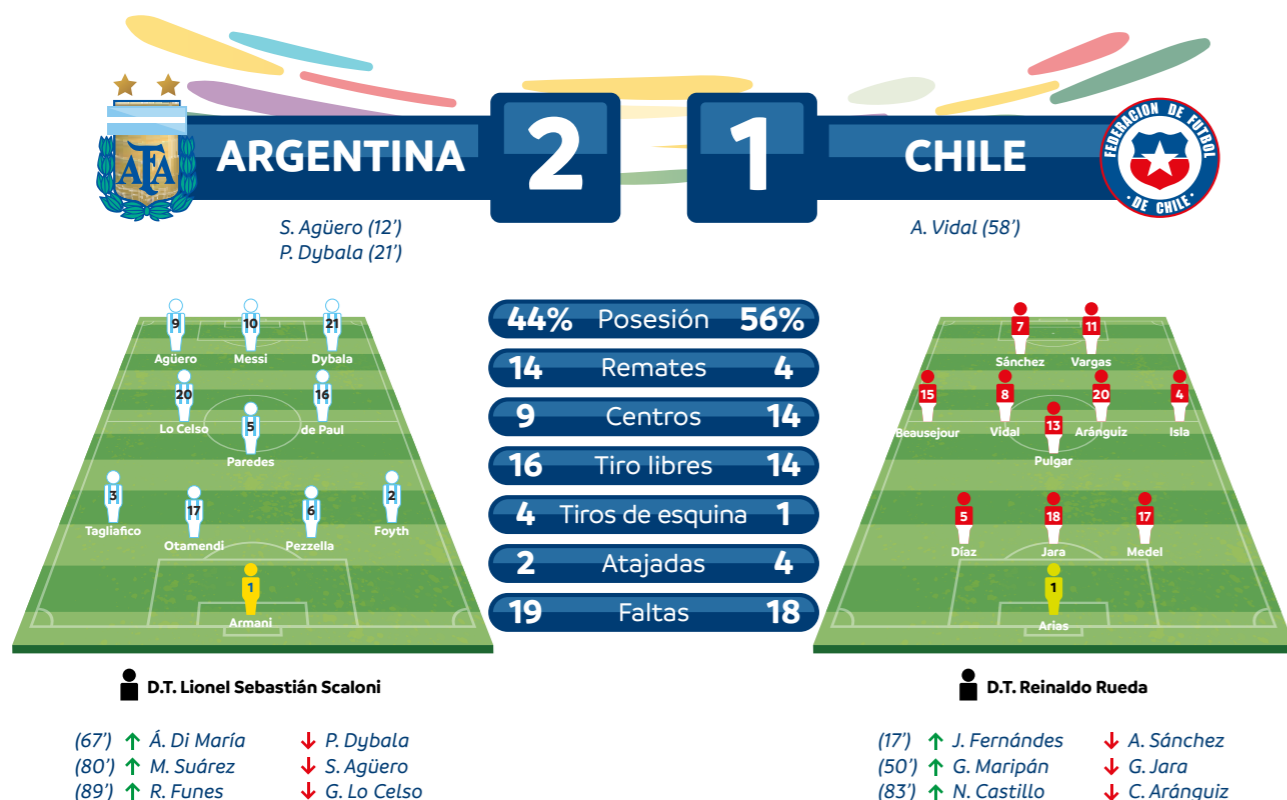 ARGENTINA 2 1 CHILE
AFA
FEDERACION DE FUTBOL
· DE CHILE ·
S. Agüero (12’)
P. Dybala (21’)
A. Vidal (58’)
9 10 21
Agüero Messi Dybala
20 16
Lo Celso 5 de Paul
Paredes
3 2
17 6
Tagliafico Foyth
Otamendi Pezzella
1
Armani
44% Posesión 56%
14 Remates 4
9 Centros 14
16 Tiro libres 14
4 Tiros de esquina 1
2 Atajadas 4
19 Faltas 18
7 11
Sánchez Vargas
15 8 20 4
13
Beausejour Vidal Aránguiz Isla
Pulgar
5 18 17
Díaz Jara Medel
1
Arias
D.T. Lionel Sebastián Scaloni
(67’) Á. Di María P. Dybala
(80’) M. Suárez S. Agüero
(89’) R. Funes G. Lo Celso
D.T. Reinaldo Rueda
(17’) J. Fernándes A. Sánchez
(50’) G. Maripán G. Jara
(83’) N. Castillo C. Aránguiz